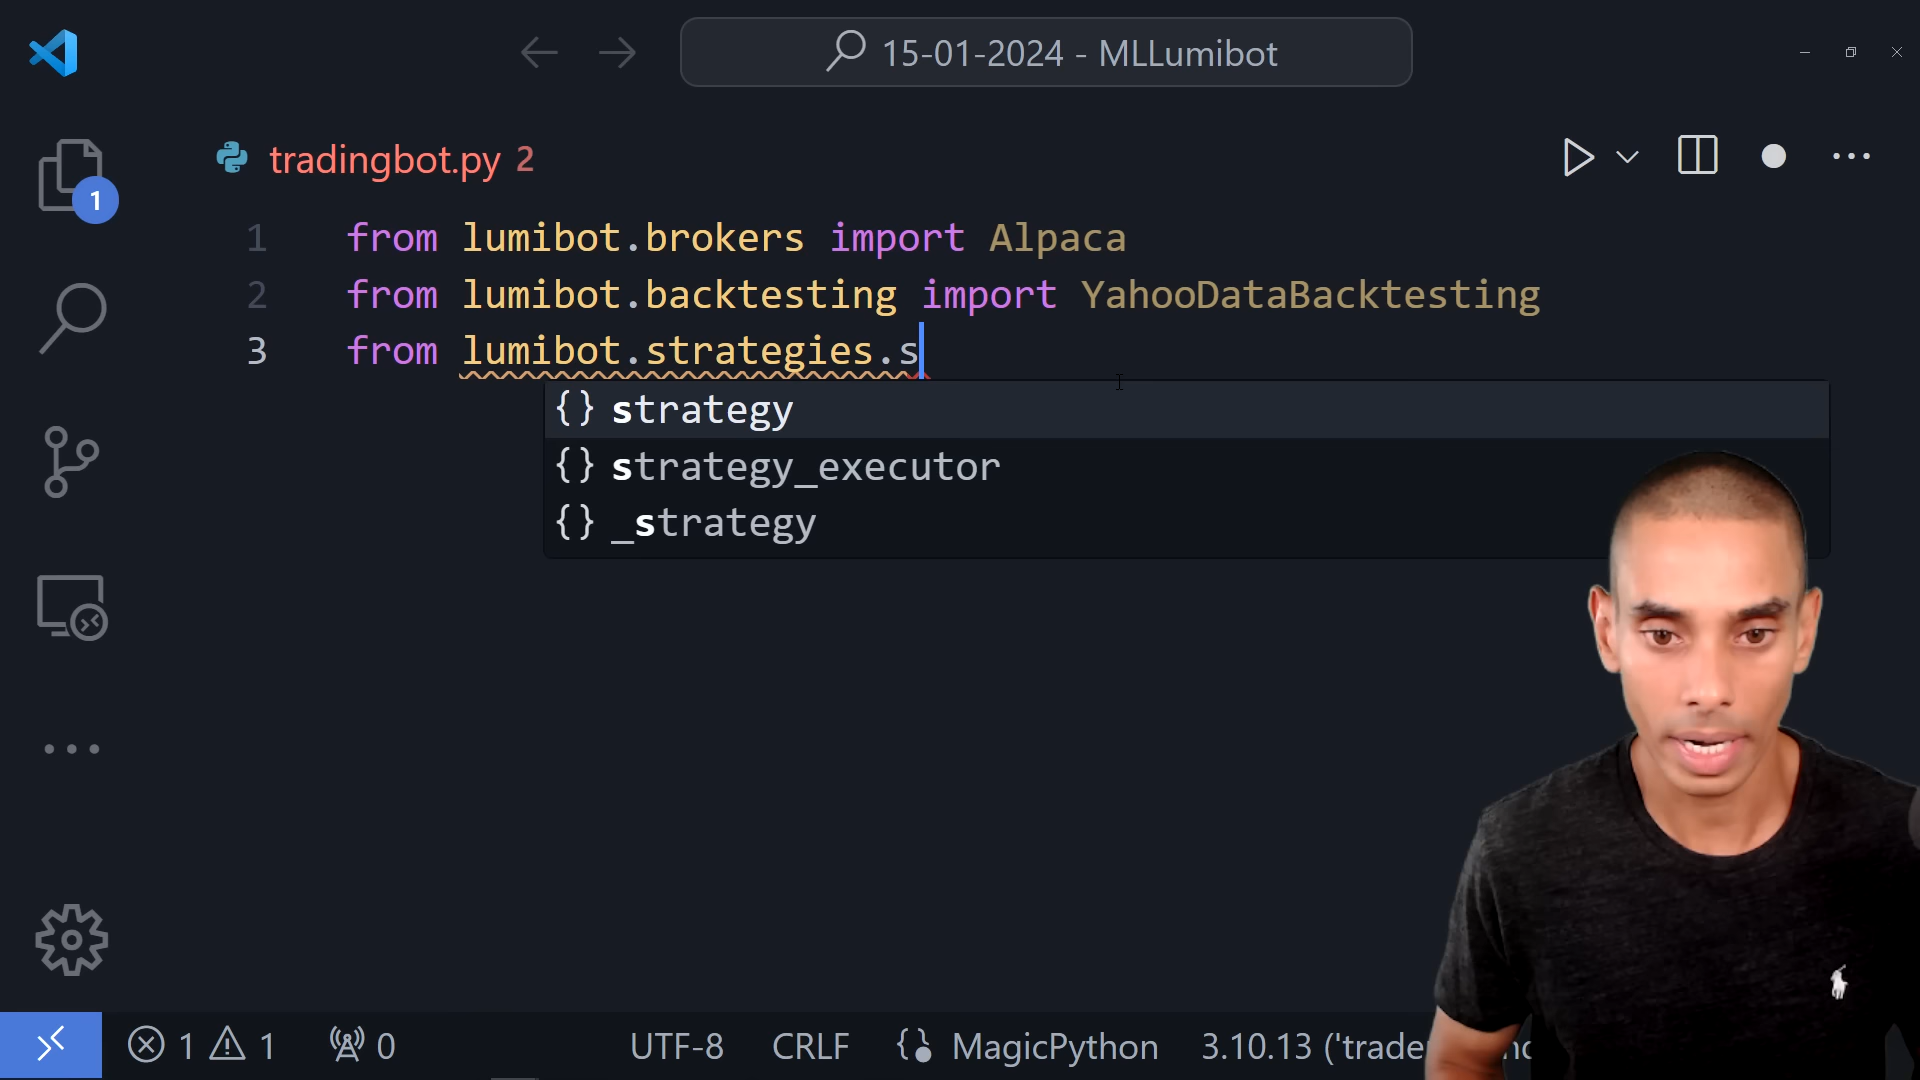 15-01-2024 - MLLumibot
tradingbot.py 2
1
1 from lumibot.brokers import Alpaca
2 from lumibot.backtesting import YahooDataBacktesting
3 from lumibot.strategies.s
{} strategy
{} strategy_executor
{} _strategy
1 1 0 UTF-8 CRLF MagicPython 3.10.13 ('trade